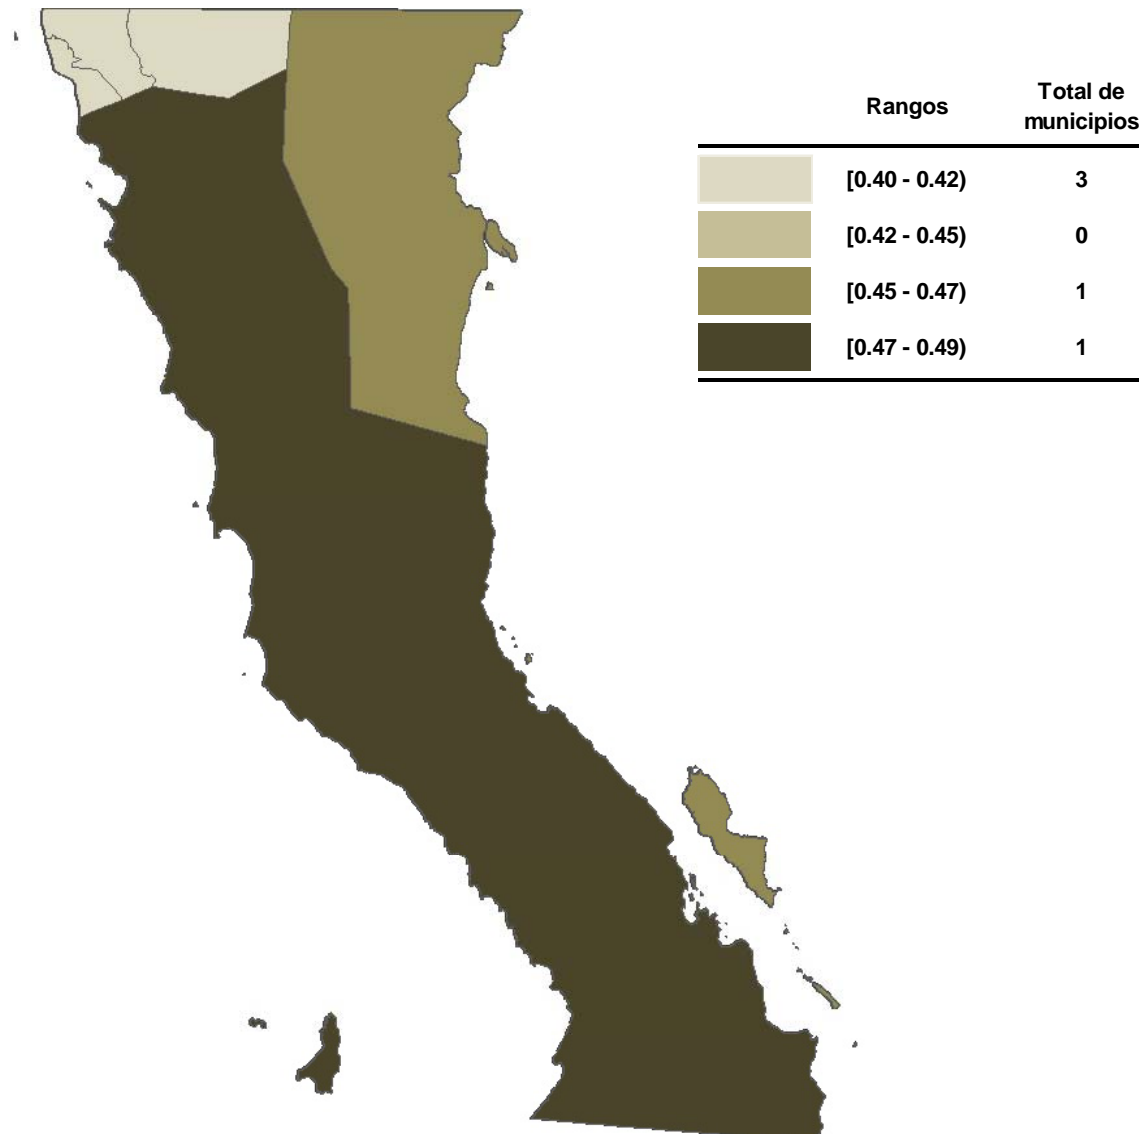 Rangos
Total de
municipios
[0.40 - 0.42) 3
[0.42 - 0.45) 0
[0.45 - 0.47) 1
[0.47 - 0.49) 1